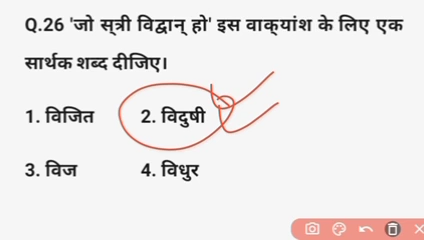 Q.26 'जो स्त्री विद्वान् हो' इस वाक्यांश के लिए एक
सार्थक शब्द दीजिए।
1. विजित 2. विदुषी
3. विज 4. विधुर